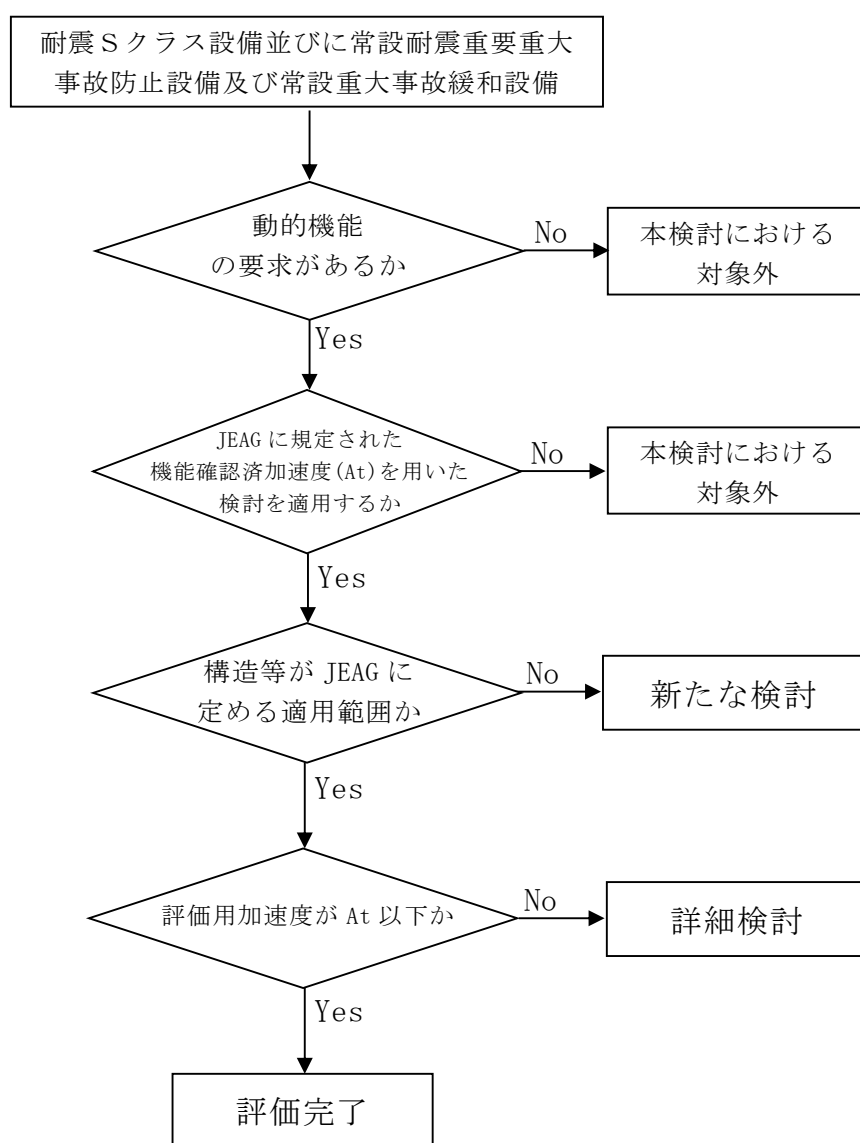 耐震Ｓクラス設備並びに常設耐震重要重大
事故防止設備及び常設重大事故緩和設備
動的機能
の要求があるか
No
本検討における
対象外
Yes
JEAG に規定された
機能確認済加速度(At)を用いた
検討を適用するか
No
本検討における
対象外
Yes
構造等が JEAG に
定める適用範囲か
No
新たな検討
Yes
評価用加速度が At 以下か
No
詳細検討
Yes
評価完了